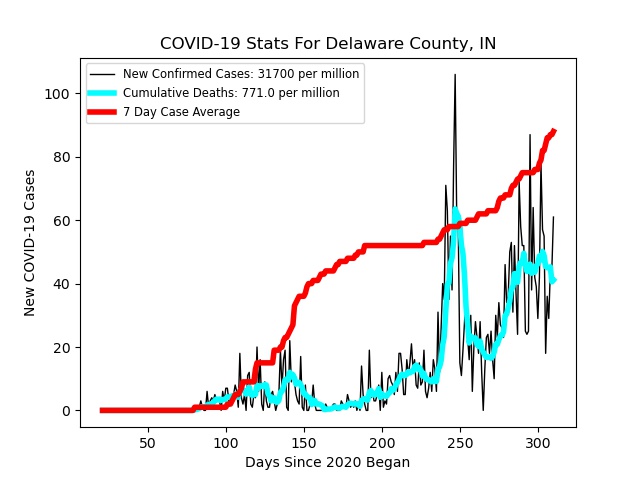 COVID-19 Stats For Delaware County, IN
New Confirmed Cases: 31700 per million
Cumulative Deaths: 771.0 per million
7 Day Case Average
New COVID-19 Cases
100
80
60
40
20
0
50
100
150
200
250
300
Days Since 2020 Began